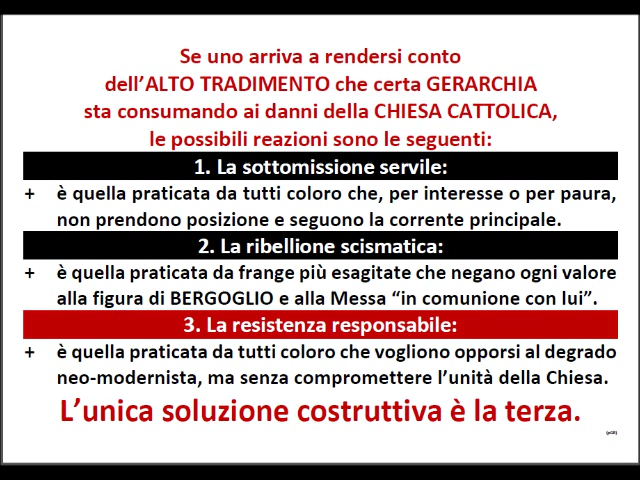 Se uno arriva a rendersi conto
dell’ALTO TRADIMENTO che certa GERARCHIA
sta consumando ai danni della CHIESA CATTOLICA,
le possibili reazioni sono le seguenti:
1. La sottomissione servile:
+ è quella praticata da tutti coloro che, per interesse o per paura,
non prendono posizione e seguono la corrente principale.
2. La ribellione scismatica:
+ è quella praticata da frange più esagitate che negano ogni valore
alla figura di BERGOGLIO e alla Messa “in comunione con lui”.
3. La resistenza responsabile:
+ è quella praticata da tutti coloro che vogliono opporsi al degrado
neo-modernista, ma senza compromettere l’unità della Chiesa.
L’unica soluzione costruttiva è la terza.